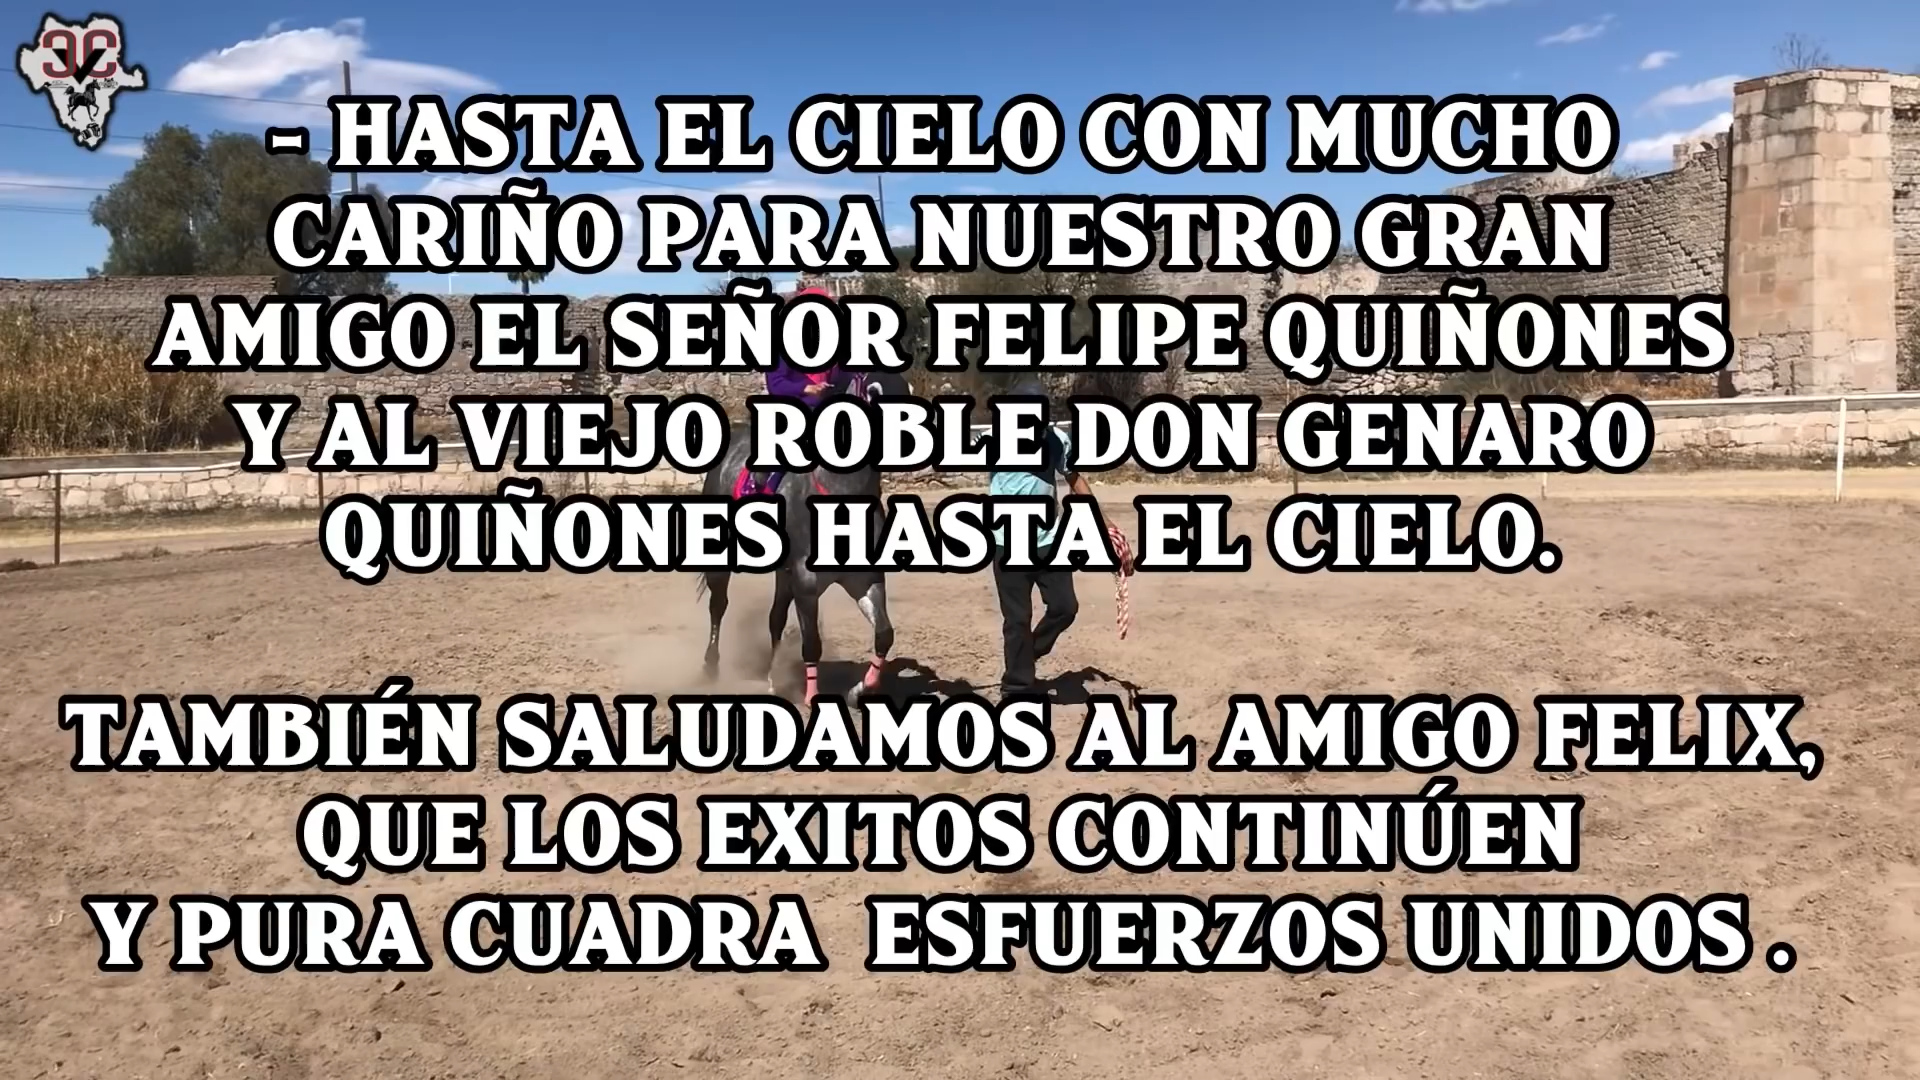 - HASTA EL CIELO CON MUCHO
CARIÑO PARA NUESTRO GRAN
AMIGO EL SEÑOR FELIPE QUIÑONES
Y AL VIEJO ROBLE DON GENARO
QUIÑONES HASTA EL CIELO.
TAMBIÉN SALUDAMOS AL AMIGO FELIX,
QUE LOS EXITOS CONTINÚEN
Y PURA CUADRA  ESFUERZOS UNIDOS .